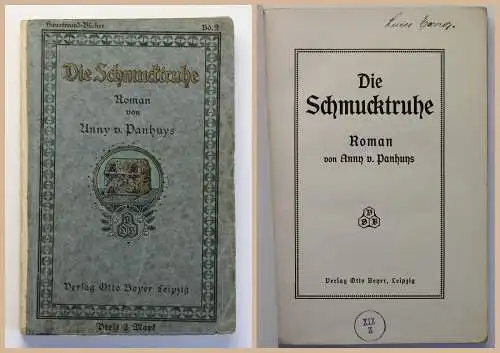 Hausfreund-Bücher Bd. 2
Die Schmucktruhe
Roman
von
Anny v. Panhuys
Verlag Otto Beyer Leipzig
Preis 2 Mark
Die
Schmucktruhe
Roman
von Anny v. Panhuys
Verlag Otto Beyer, Leipzig
XIX
Z